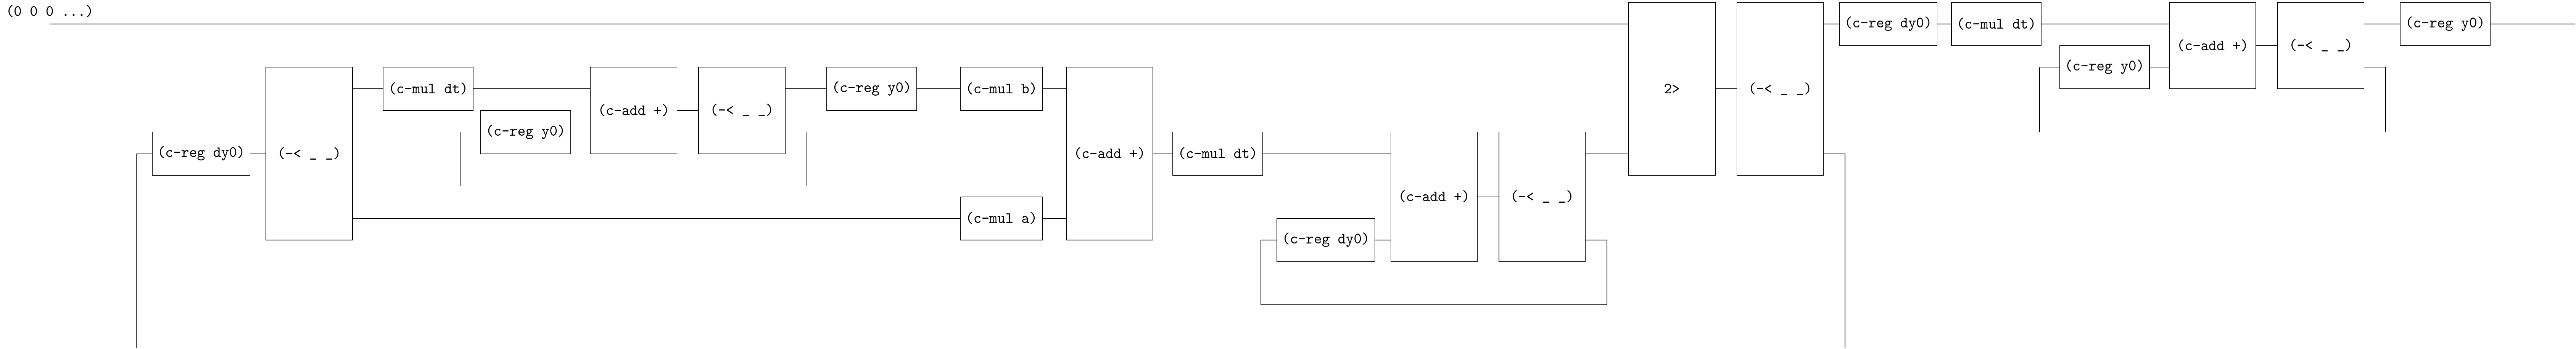 (0 0 0 ...)
(c-reg dy0) (c-mul dt) (c-add +) (-< _ _) (c-reg y0)
(c-reg y0)
(c-mul dt) (c-add +) (-< _ _) (c-reg y0) (c-mul b) 2> (-< _ _)
(c-reg y0)
(c-reg dy0) (-< _ _) (c-add +) (c-mul dt)
(c-add +) (-< _ _)
(c-mul a)
(c-reg dy0)